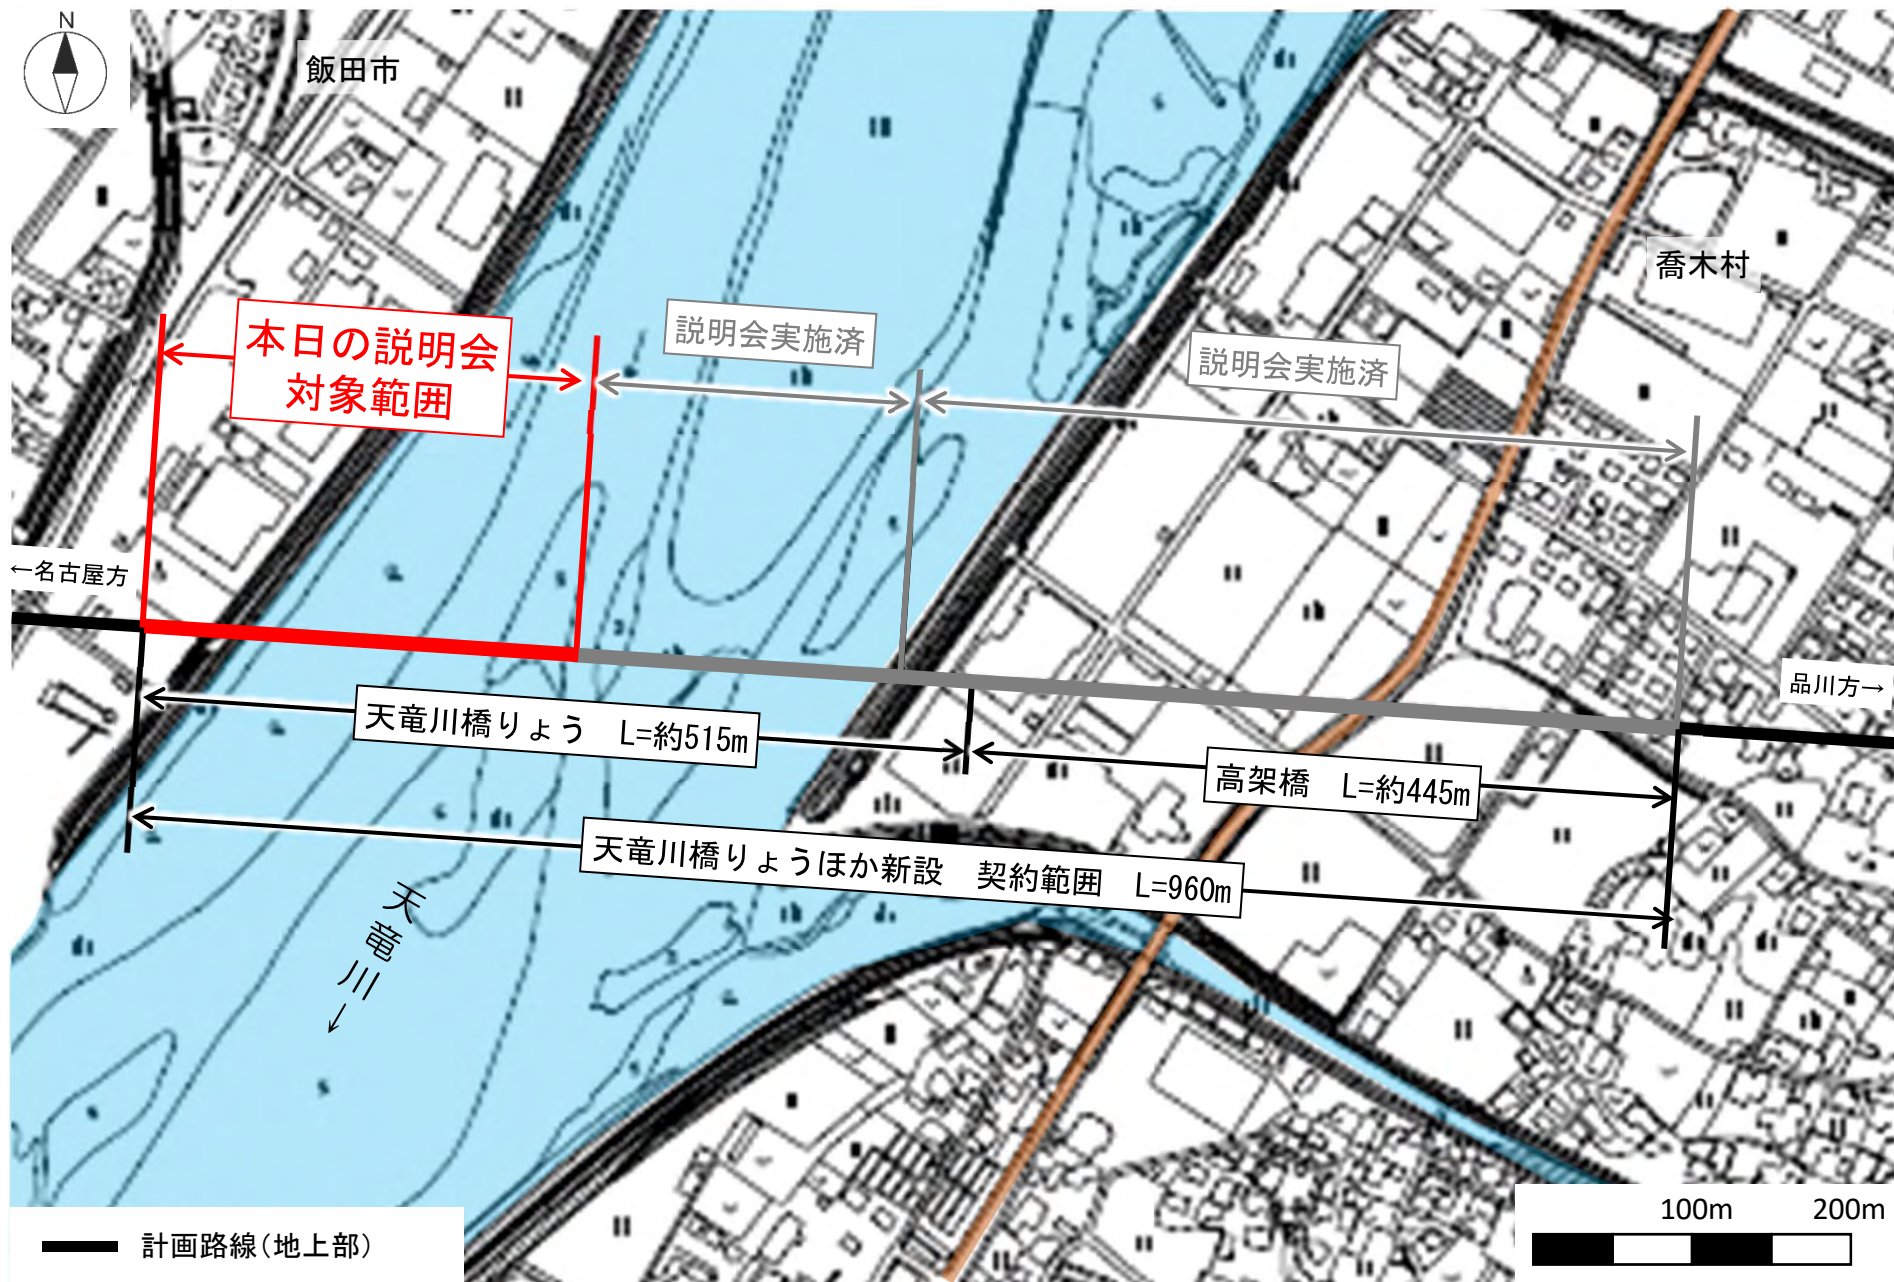 N
飯田市
喬木村
本日の説明会
対象範囲
説明会実施済
説明会実施済
←名古屋方
品川方→
天竜川橋りょう　L=約515m
高架橋　L=約445m
天竜川橋りょうほか新設　契約範囲　L=960m
天竜川→
計画路線(地上部)
100m
200m